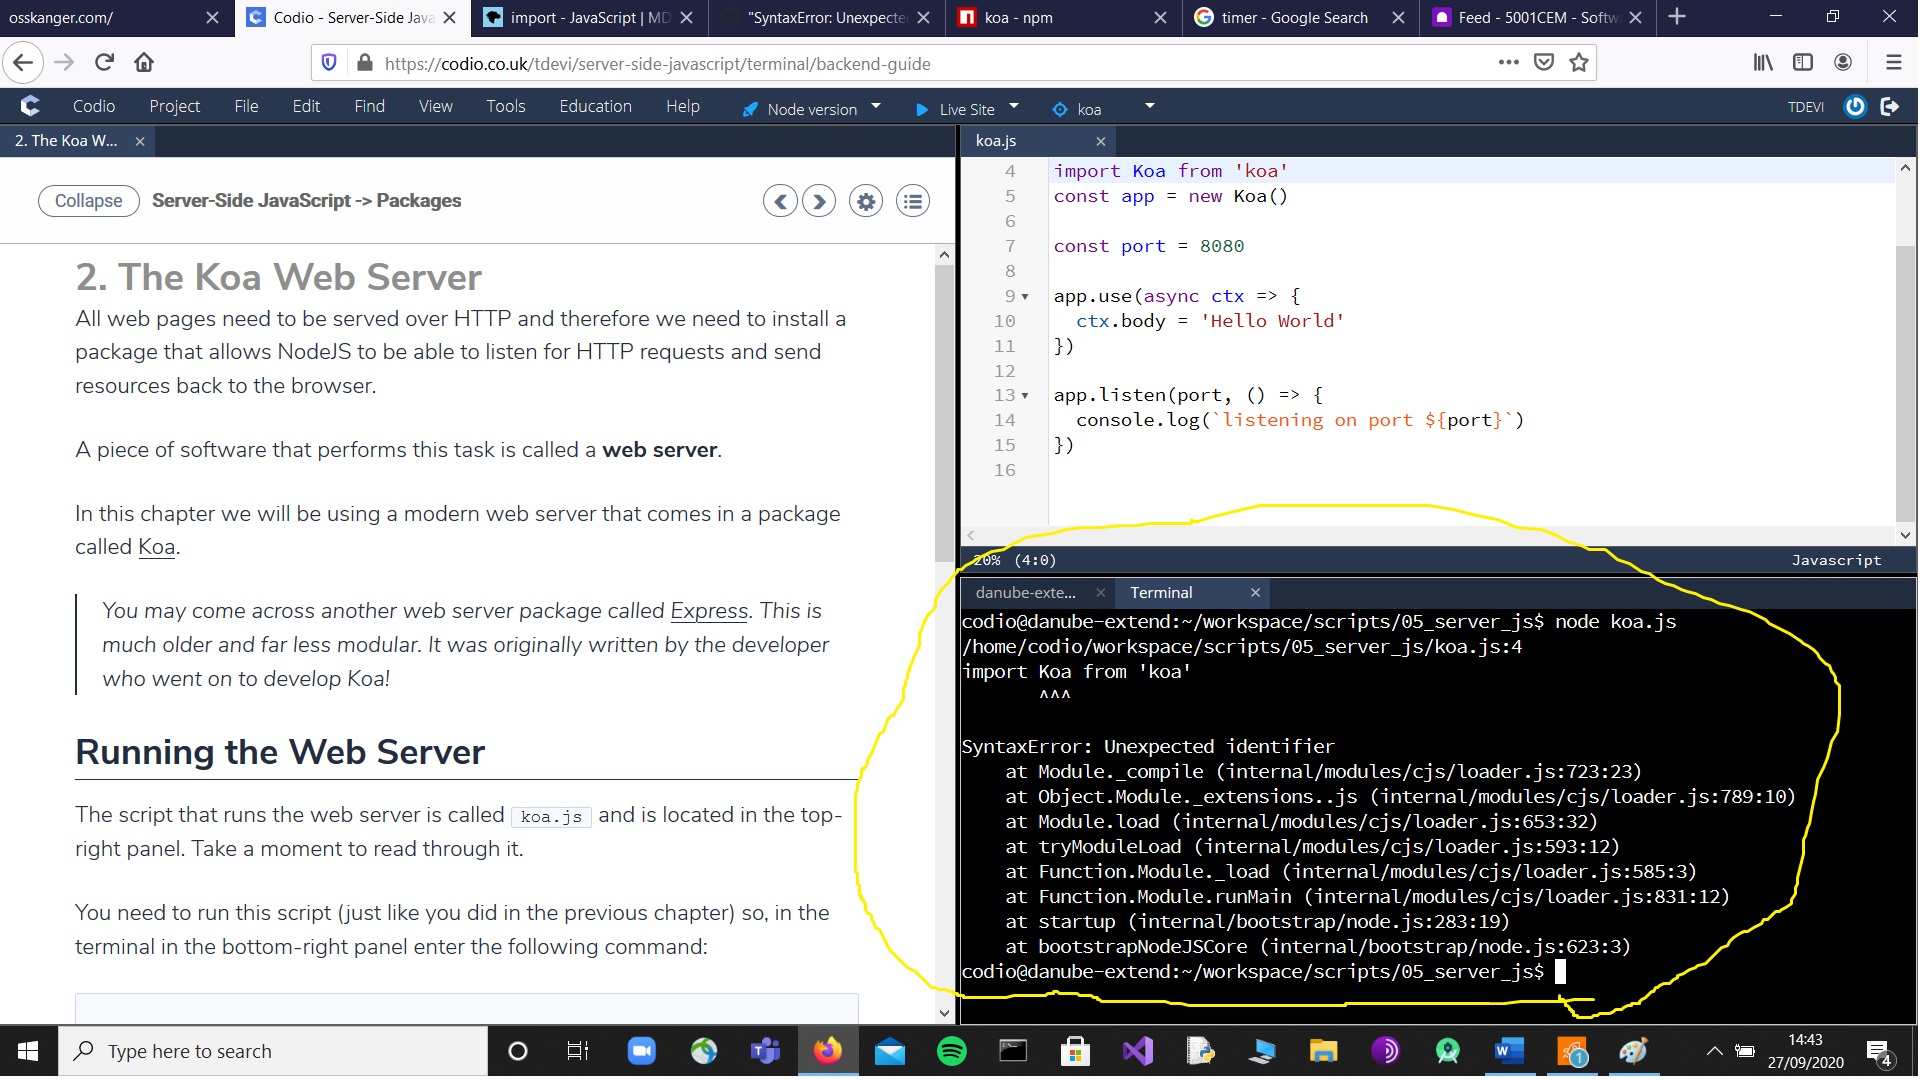 osskanger.com/
Codio - Server-Side Java
import - JavaScript | MD
"SyntaxError: Unexpected
koa - npm
timer - Google Search
Feed - 5001CEM - Softw
https://codio.co.uk/tdevi/server-side-javascript/terminal/backend-guide
Codio Project File Edit Find View Tools Education Help Node version Live Site koa TDEVI
2. The Koa W...
Collapse Server-Side JavaScript -> Packages
2. The Koa Web Server
All web pages need to be served over HTTP and therefore we need to install a
package that allows NodeJS to be able to listen for HTTP requests and send
resources back to the browser.
A piece of software that performs this task is called a web server.
In this chapter we will be using a modern web server that comes in a package
called Koa.
You may come across another web server package called Express. This is
much older and far less modular. It was originally written by the developer
who went on to develop Koa!
Running the Web Server
The script that runs the web server is called koa.js and is located in the top-
right panel. Take a moment to read through it.
You need to run this script (just like you did in the previous chapter) so, in the
terminal in the bottom-right panel enter the following command:
koa.js
4 import Koa from 'koa'
5 const app = new Koa()
6
7 const port = 8080
8
9 app.use(async ctx => {
10 ctx.body = 'Hello World'
11 })
12
13 app.listen(port, () => {
14 console.log(`listening on port ${port}`)
15 })
16
20% (4:0) Javascript
danube-exte... Terminal
codio@danube-extend:~/workspace/scripts/05_server_js$ node koa.js
/home/codio/workspace/scripts/05_server_js/koa.js:4
import Koa from 'koa'
^^^
SyntaxError: Unexpected identifier
at Module._compile (internal/modules/cjs/loader.js:723:23)
at Object.Module._extensions..js (internal/modules/cjs/loader.js:789:10)
at Module.load (internal/modules/cjs/loader.js:653:32)
at tryModuleLoad (internal/modules/cjs/loader.js:593:12)
at Function.Module._load (internal/modules/cjs/loader.js:585:3)
at Function.Module.runMain (internal/modules/cjs/loader.js:831:12)
at startup (internal/bootstrap/node.js:283:19)
at bootstrapNodeJSCore (internal/bootstrap/node.js:623:3)
codio@danube-extend:~/workspace/scripts/05_server_js$
Type here to search
14:43
27/09/2020
4
1